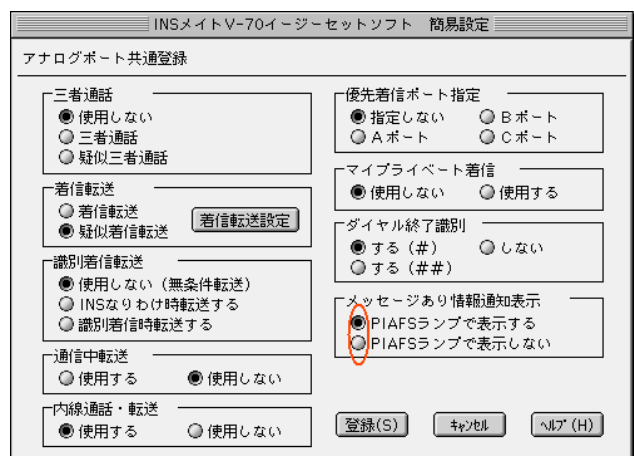 INSメイトV-70イージーセットソフト 簡易設定
アナログポート共通登録
三者通話
使用しない
三者通話
疑似三者通話
着信転送
着信転送
疑似着信転送
着信転送設定
識別着信転送
使用しない（無条件転送）
INSなりわけ時転送する
識別着信時転送する
通信中転送
使用する 使用しない
内線通話・転送
使用する 使用しない
優先着信ポート指定
指定しない Bポート
Aポート Cポート
マイプライベート着信
使用しない 使用する
ダイヤル終了識別
する（#） しない
する（##）
メッセージあり情報通知表示
PIAFSランプで表示する
PIAFSランプで表示しない
登録(S) ｷｬﾝｾﾙ ﾍﾙﾌﾟ(H)